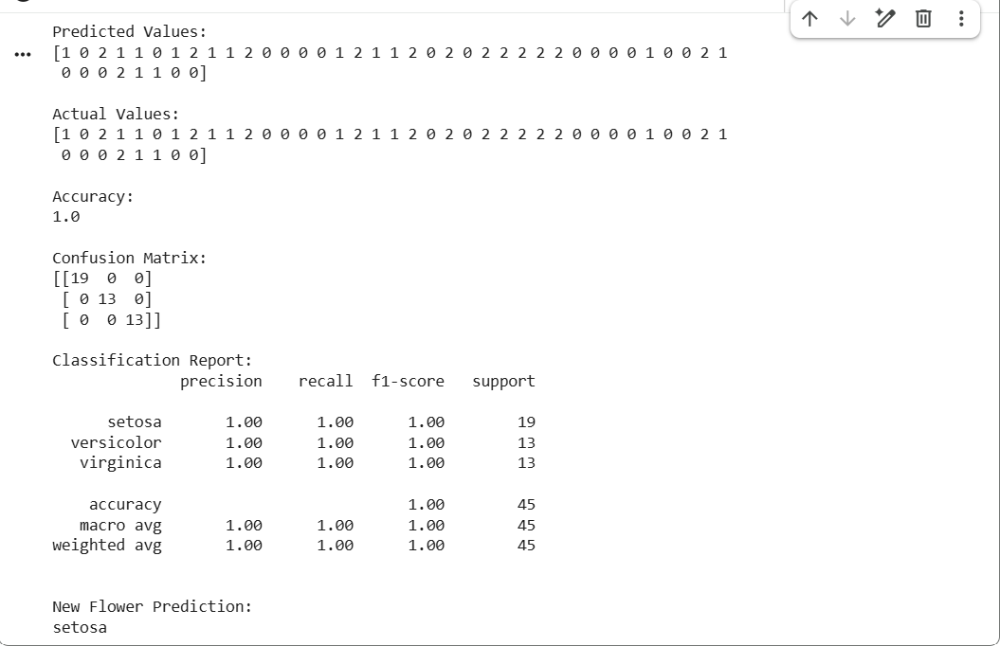 Predicted Values:
[1 0 2 1 1 0 1 2 1 1 2 0 0 0 0 1 2 1 1 2 0 2 0 2 2 2 2 2 0 0 0 0 1 0 0 2 1
0 0 0 2 1 1 0 0]
Actual Values:
[1 0 2 1 1 0 1 2 1 1 2 0 0 0 0 1 2 1 1 2 0 2 0 2 2 2 2 2 0 0 0 0 1 0 0 2 1
0 0 0 2 1 1 0 0]
Accuracy:
1.0
Confusion Matrix:
[[19 0 0]
[ 0 13 0]
[ 0 0 13]]
Classification Report:
precision recall f1-score support
setosa 1.00 1.00 1.00 19
versicolor 1.00 1.00 1.00 13
virginica 1.00 1.00 1.00 13
accuracy 1.00 45
macro avg 1.00 1.00 1.00 45
weighted avg 1.00 1.00 1.00 45
New Flower Prediction:
setosa